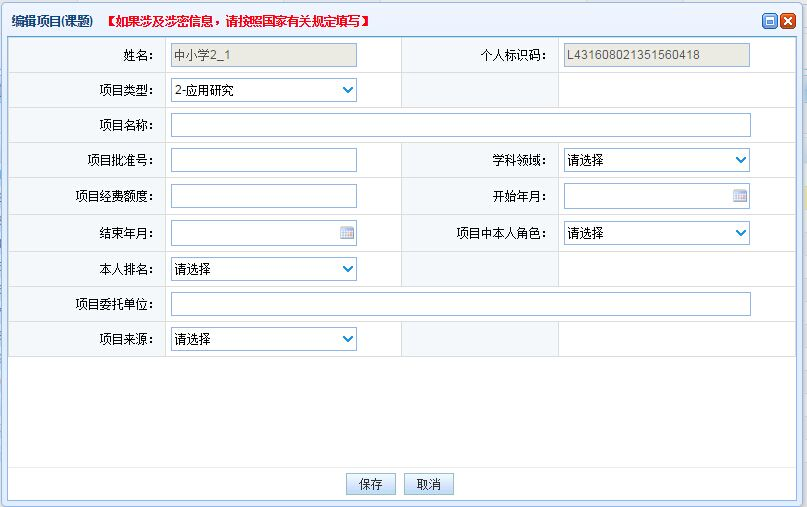 编辑项目(课题) 【如果涉及涉密信息，请按照国家有关规定填写】
姓名： 中小学2_1 个人标识码： L431608021351560418
项目类型： 2-应用研究
项目名称：
项目批准号： 学科领域： 请选择
项目经费额度： 开始年月：
结束年月： 项目中本人角色： 请选择
本人排名： 请选择
项目委托单位：
项目来源： 请选择
保存 取消